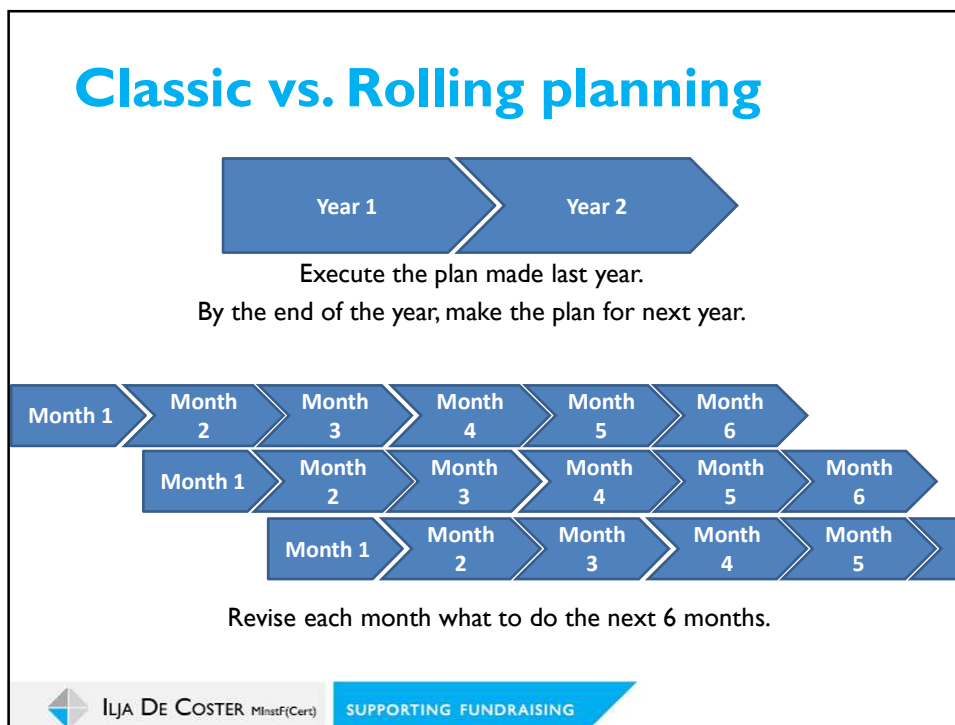 Classic vs. Rolling planning
Year 1 Year 2
Execute the plan made last year.
By the end of the year, make the plan for next year.
Month 1 Month 2 Month 3 Month 4 Month 5 Month 6
Month 1 Month 2 Month 3 Month 4 Month 5 Month 6
Month 1 Month 2 Month 3 Month 4 Month 5
Revise each month what to do the next 6 months.
ILJA DE COSTER MInstF(Cert) SUPPORTING FUNDRAISING